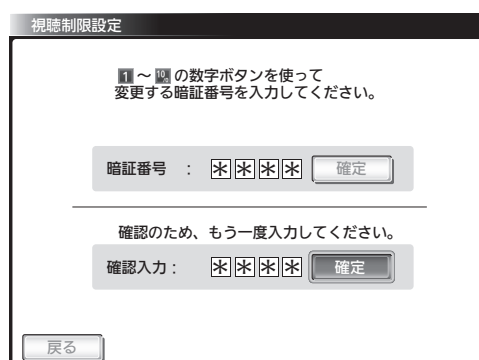 視聴制限設定
1～10の数字ボタンを使って
変更する暗証番号を入力してください。
暗証番号 : ＊＊＊＊ 確定
確認のため、もう一度入力してください。
確認入力 : ＊＊＊＊ 確定
戻る